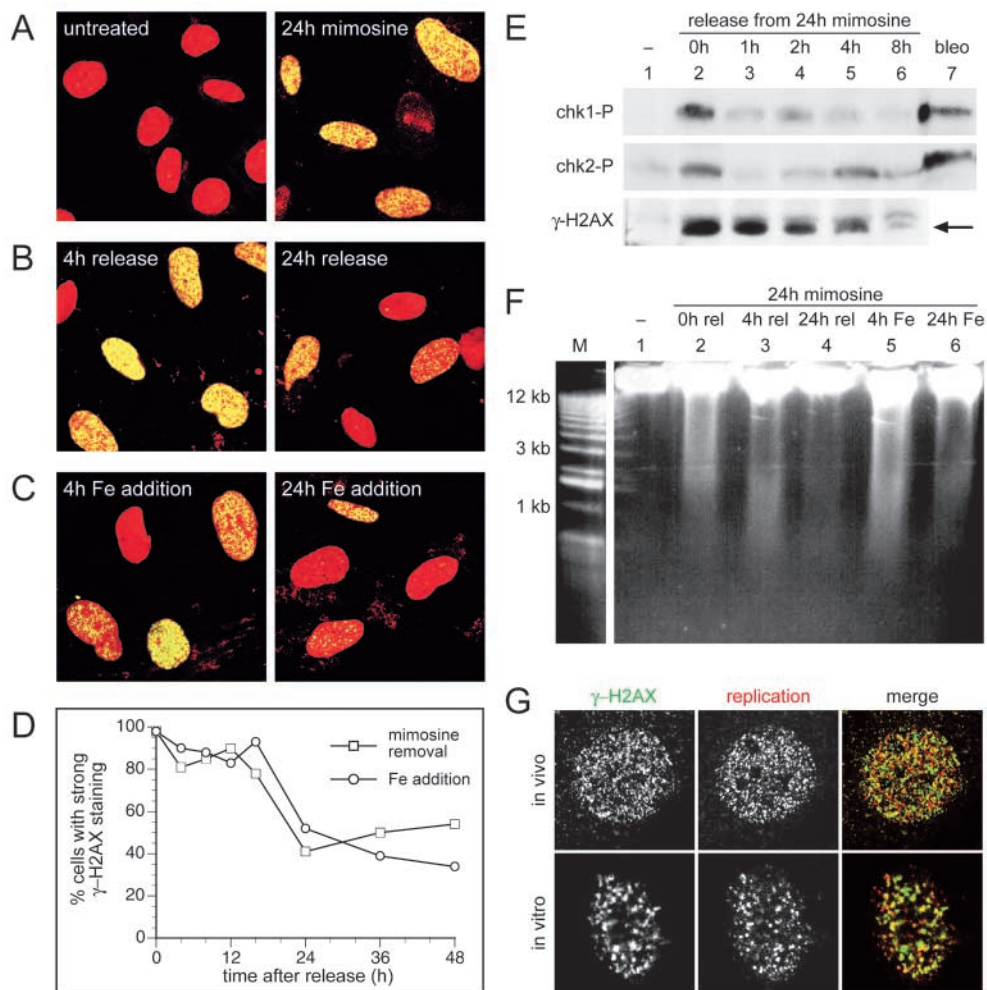 A
untreated
24h mimosine
B
4h release
24h release
C
4h Fe addition
24h Fe addition
D
% cells with strong
γ–H2AX staining
100
80
60
40
20
0
0 12 24 36 48
time after release (h)
mimosine
removal
Fe addition
E
release from 24h mimosine
– 0h 1h 2h 4h 8h bleo
1 2 3 4 5 6 7
chk1-P
chk2-P
γ-H2AX
F
24h mimosine
– 0h rel 4h rel 24h rel 4h Fe 24h Fe
M 1 2 3 4 5 6
12 kb
3 kb
1 kb
G
γ–H2AX replication merge
in vivo
in vitro